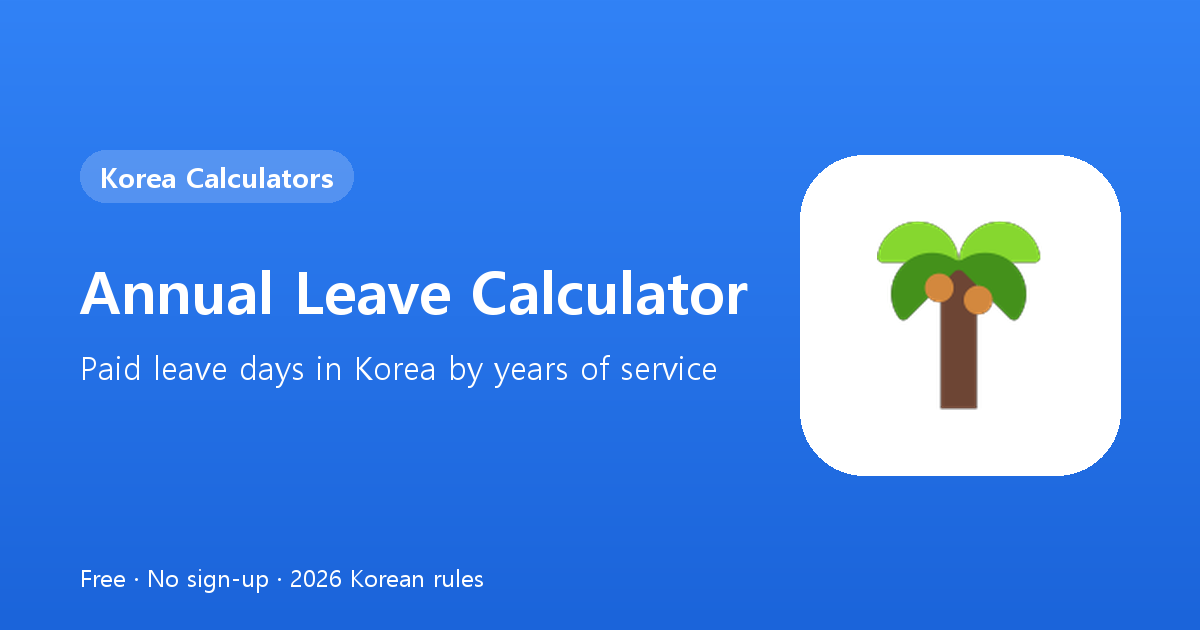 Korea Calculators
Annual Leave Calculator
Paid leave days in Korea by years of service
Free · No sign-up · 2026 Korean rules